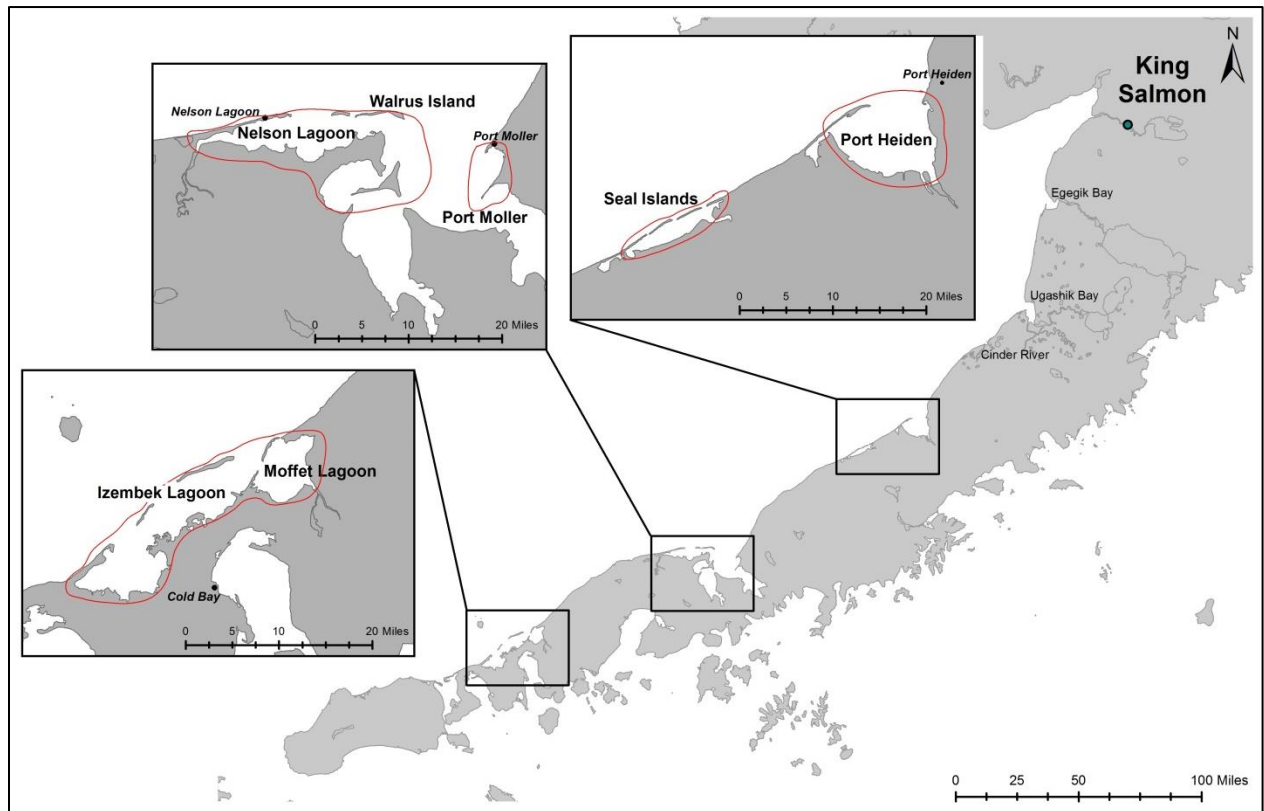 N
King
Salmon
Egegik Bay
Ugashik Bay
Cinder River
Port Heiden
Port Heiden
Seal Islands
0 5 10 20 Miles
Walrus Island
Nelson Lagoon
Nelson Lagoon
Port Moller
Port Moller
0 5 10 20 Miles
Moffet Lagoon
Izembek Lagoon
Cold Bay
0 5 10 20 Miles
0 25 50 100 Miles